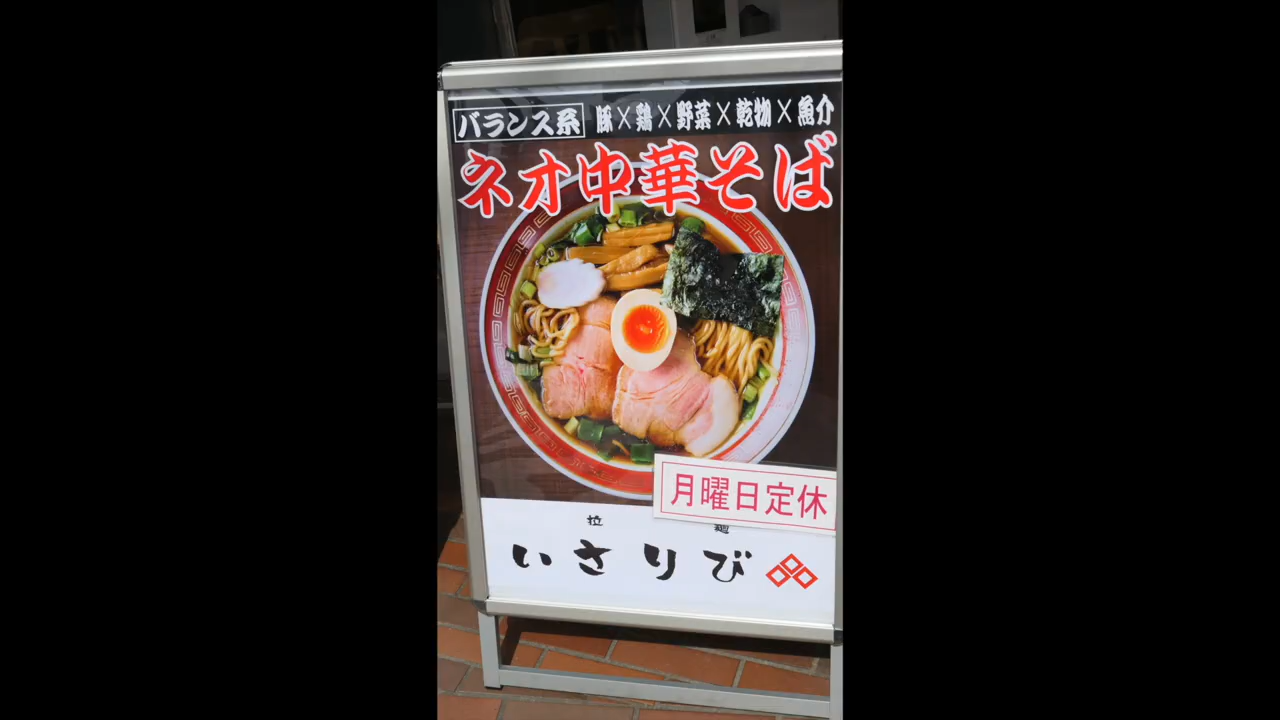 バランス系 豚×鶏×野菜×乾物×魚介
ネオ中華そば
月曜日定休
拉麺
いさりび